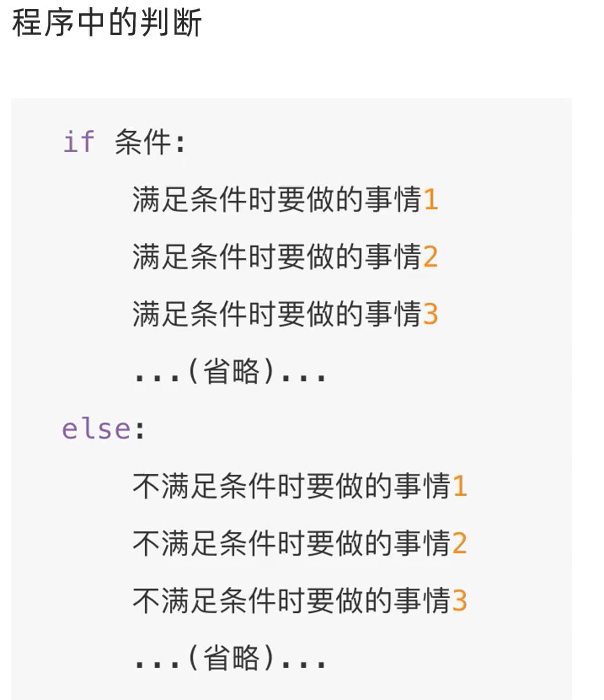 程序中的判断
if 条件:
满足条件时要做的事情1
满足条件时要做的事情2
满足条件时要做的事情3
...(省略)...
else:
不满足条件时要做的事情1
不满足条件时要做的事情2
不满足条件时要做的事情3
...(省略)...